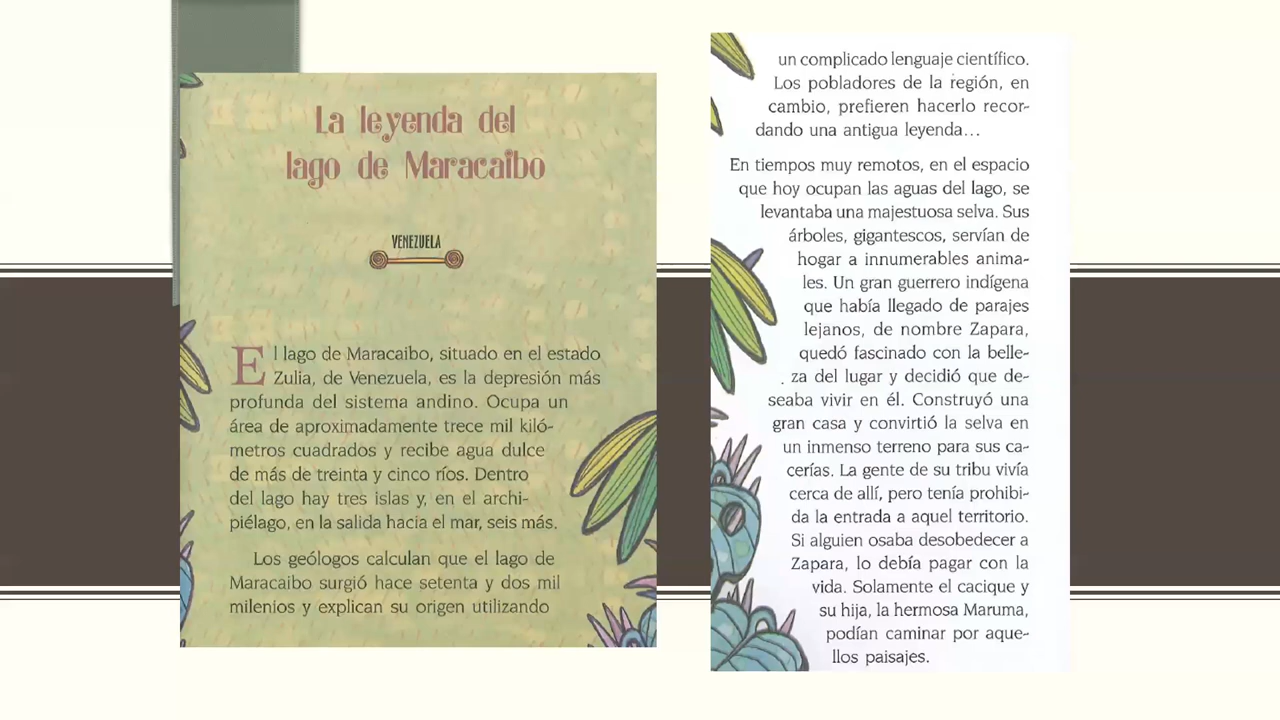 La leyenda del
lago de Maracaibo
VENEZUELA
El lago de Maracaibo, situado en el estado
Zulia, de Venezuela, es la depresión más
profunda del sistema andino. Ocupa un
área de aproximadamente trece mil kiló-
metros cuadrados y recibe agua dulce
de más de treinta y cinco ríos. Dentro
del lago hay tres islas y, en el archi-
piélago, en la salida hacia el mar, seis más.
Los geólogos calculan que el lago de
Maracaibo surgió hace setenta y dos mil
milenios y explican su origen utilizando
un complicado lenguaje científico.
Los pobladores de la región, en
cambio, prefieren hacerlo recor-
dando una antigua leyenda...
En tiempos muy remotos, en el espacio
que hoy ocupan las aguas del lago, se
levantaba una majestuosa selva. Sus
árboles, gigantescos, servían de
hogar a innumerables anima-
les. Un gran guerrero indígena
que había llegado de parajes
lejanos, de nombre Zapara,
quedó fascinado con la belle-
za del lugar y decidió que de-
seaba vivir en él. Construyó una
gran casa y convirtió la selva en
un inmenso terreno para sus ca-
cerías. La gente de su tribu vivía
cerca de allí, pero tenía prohibi-
da la entrada a aquel territorio.
Si alguien osaba desobedecer a
Zapara, lo debía pagar con la
vida. Solamente el cacique y
su hija, la hermosa Maruma,
podían caminar por aque-
llos paisajes.